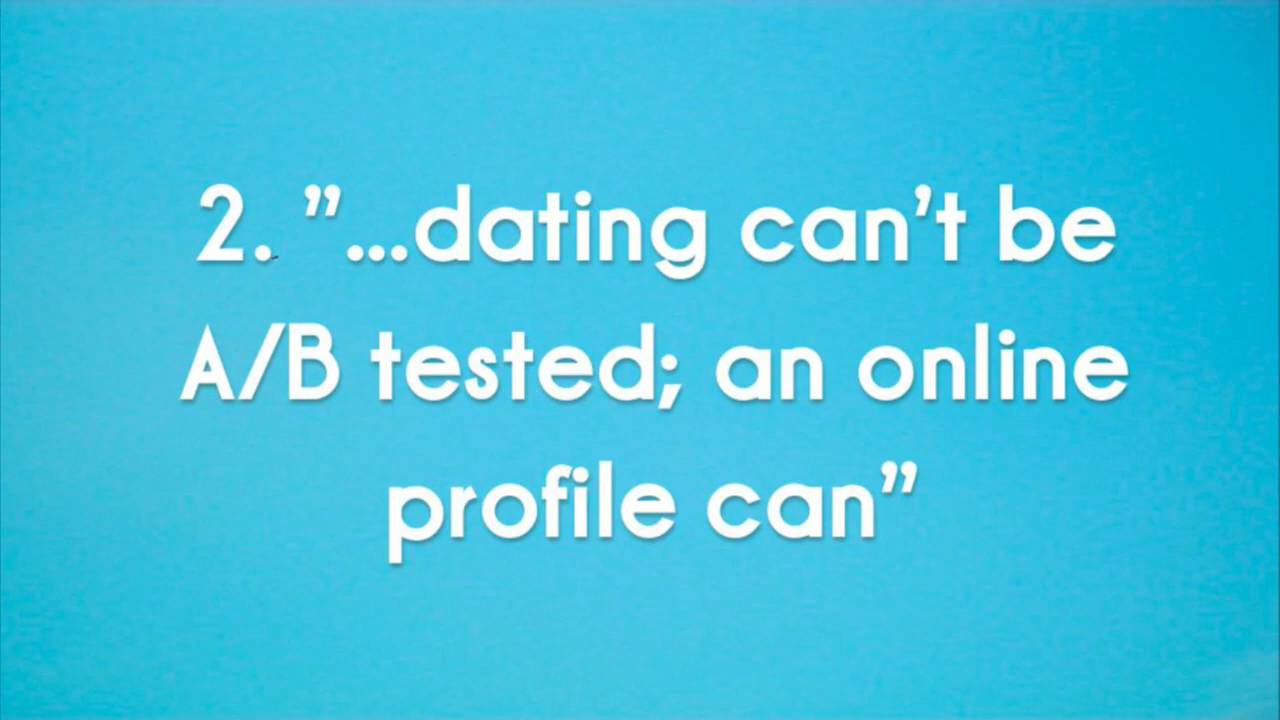 2. ”...dating can’t be
A/B tested; an online
profile can”